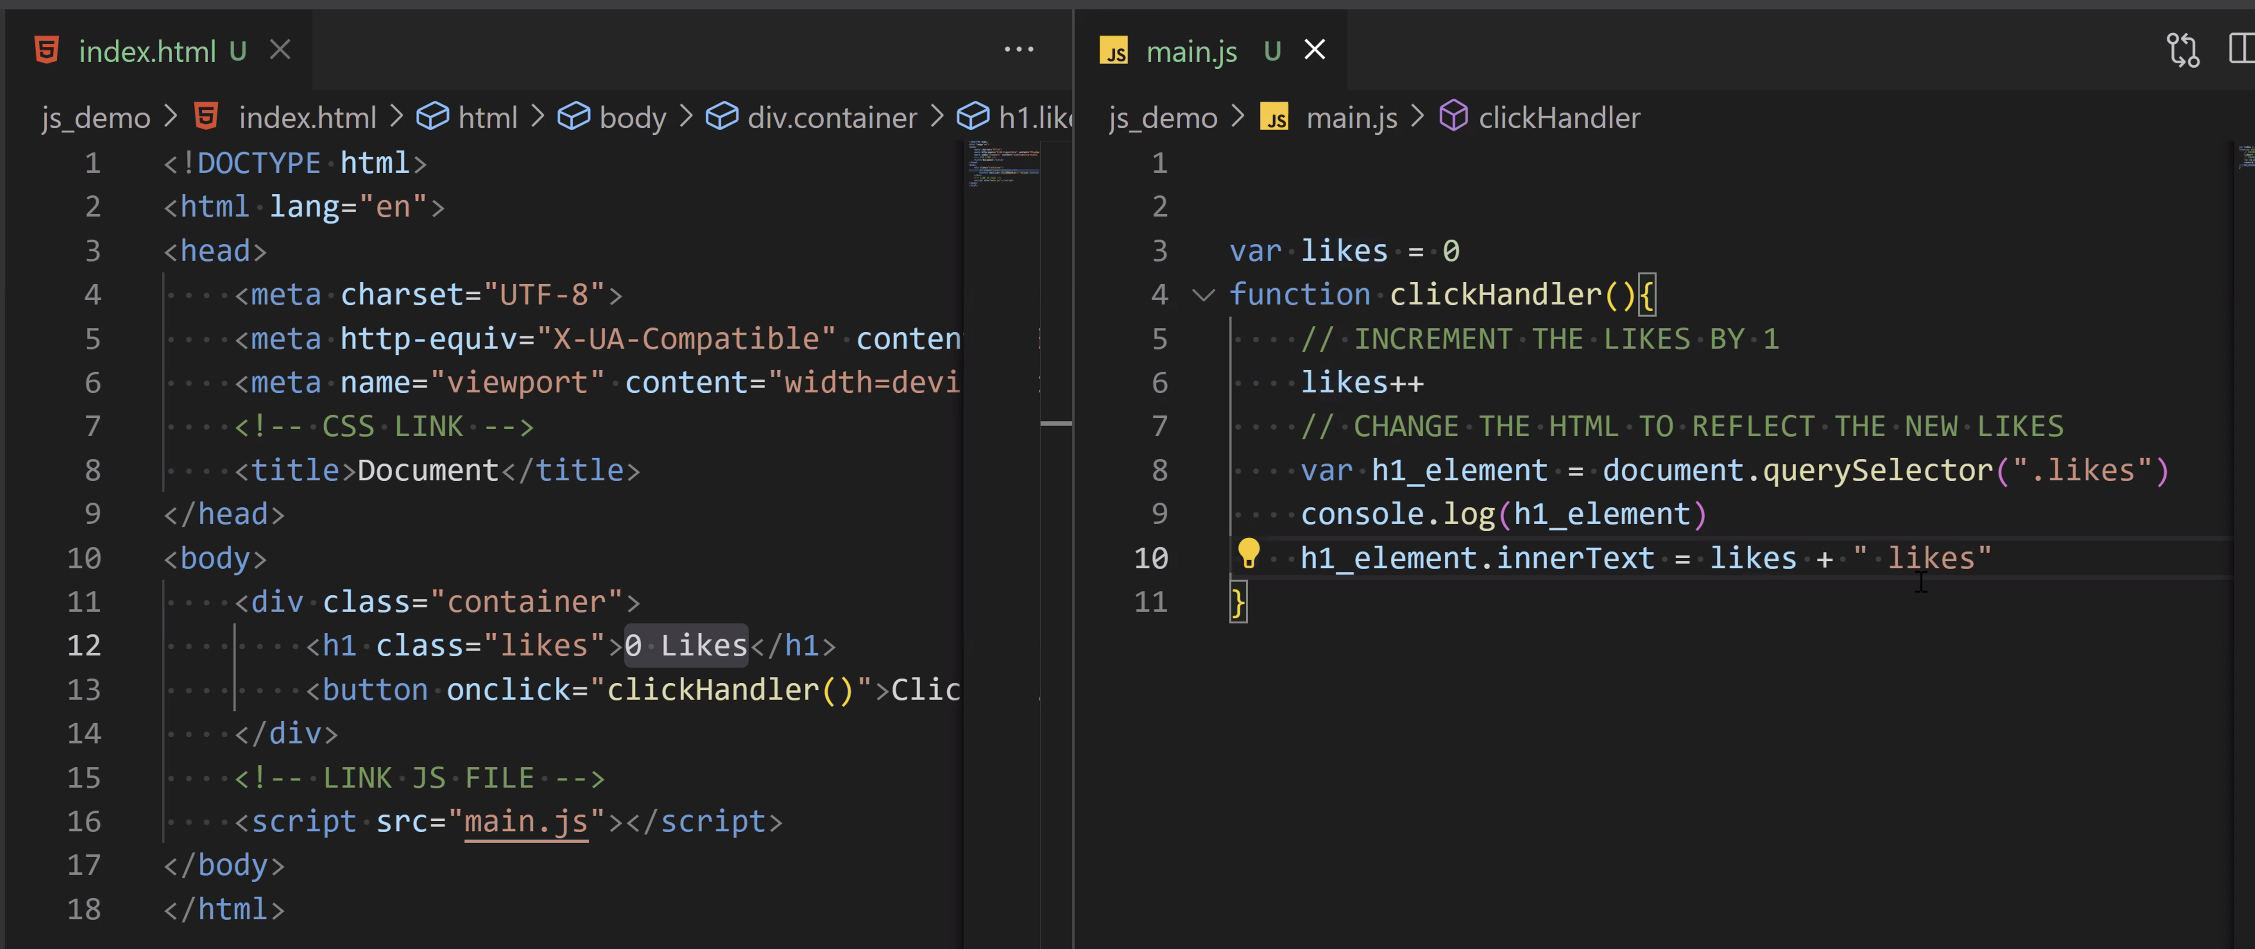 index.html U
js_demo > index.html > html > body > div.container > h1.like
1 <!DOCTYPE html>
2 <html lang="en">
3 <head>
4     <meta charset="UTF-8">
5     <meta http-equiv="X-UA-Compatible" conten
6     <meta name="viewport" content="width=devi
7     <!-- CSS LINK -->
8     <title>Document</title>
9 </head>
10 <body>
11     <div class="container">
12         <h1 class="likes">0 Likes</h1>
13         <button onclick="clickHandler()">Clic
14     </div>
15     <!-- LINK JS FILE -->
16     <script src="main.js"></script>
17 </body>
18 </html>
JS main.js U
js_demo > JS main.js > clickHandler
1
2
3 var likes = 0
4 function clickHandler(){
5     // INCREMENT THE LIKES BY 1
6     likes++
7     // CHANGE THE HTML TO REFLECT THE NEW LIKES
8     var h1_element = document.querySelector(".likes")
9     console.log(h1_element)
10     h1_element.innerText = likes + " likes"
11 }